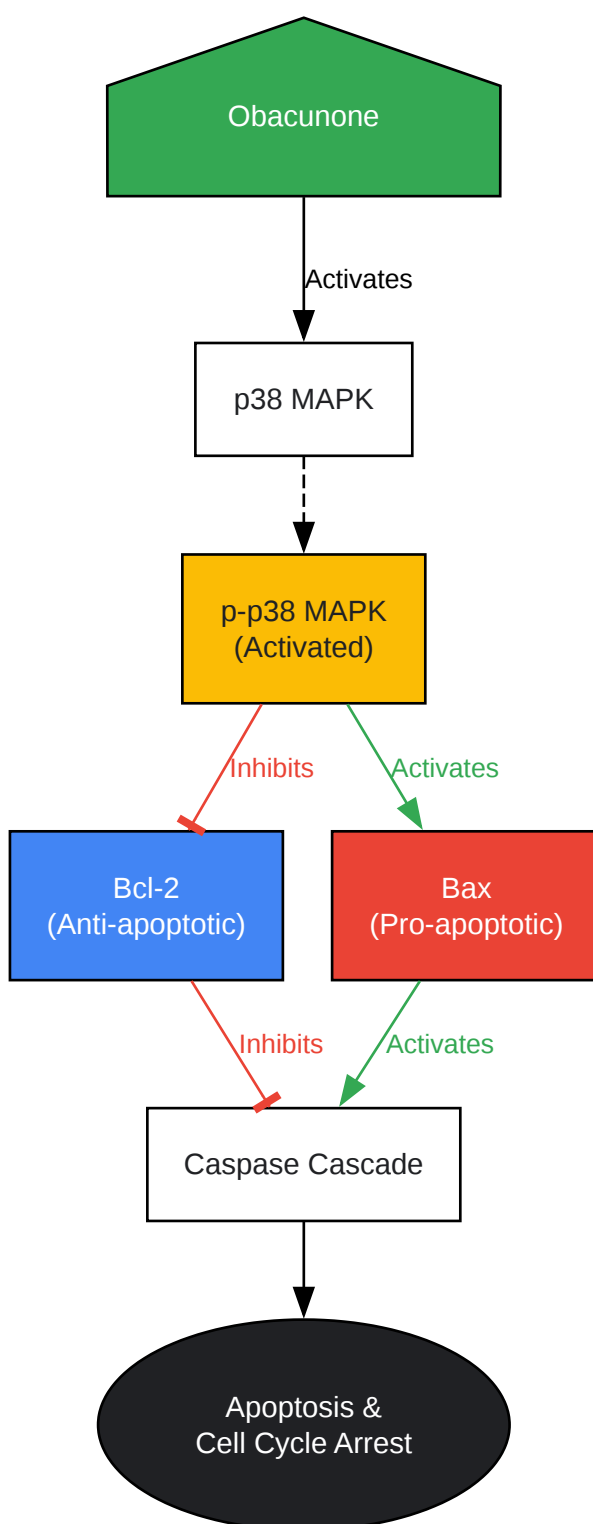 Obacunone
Activates
p38 MAPK
p-p38 MAPK
(Activated)
Inhibits
Activates
Bcl-2
(Anti-apoptotic)
Bax
(Pro-apoptotic)
Inhibits
Activates
Caspase Cascade
Apoptosis &
Cell Cycle Arrest